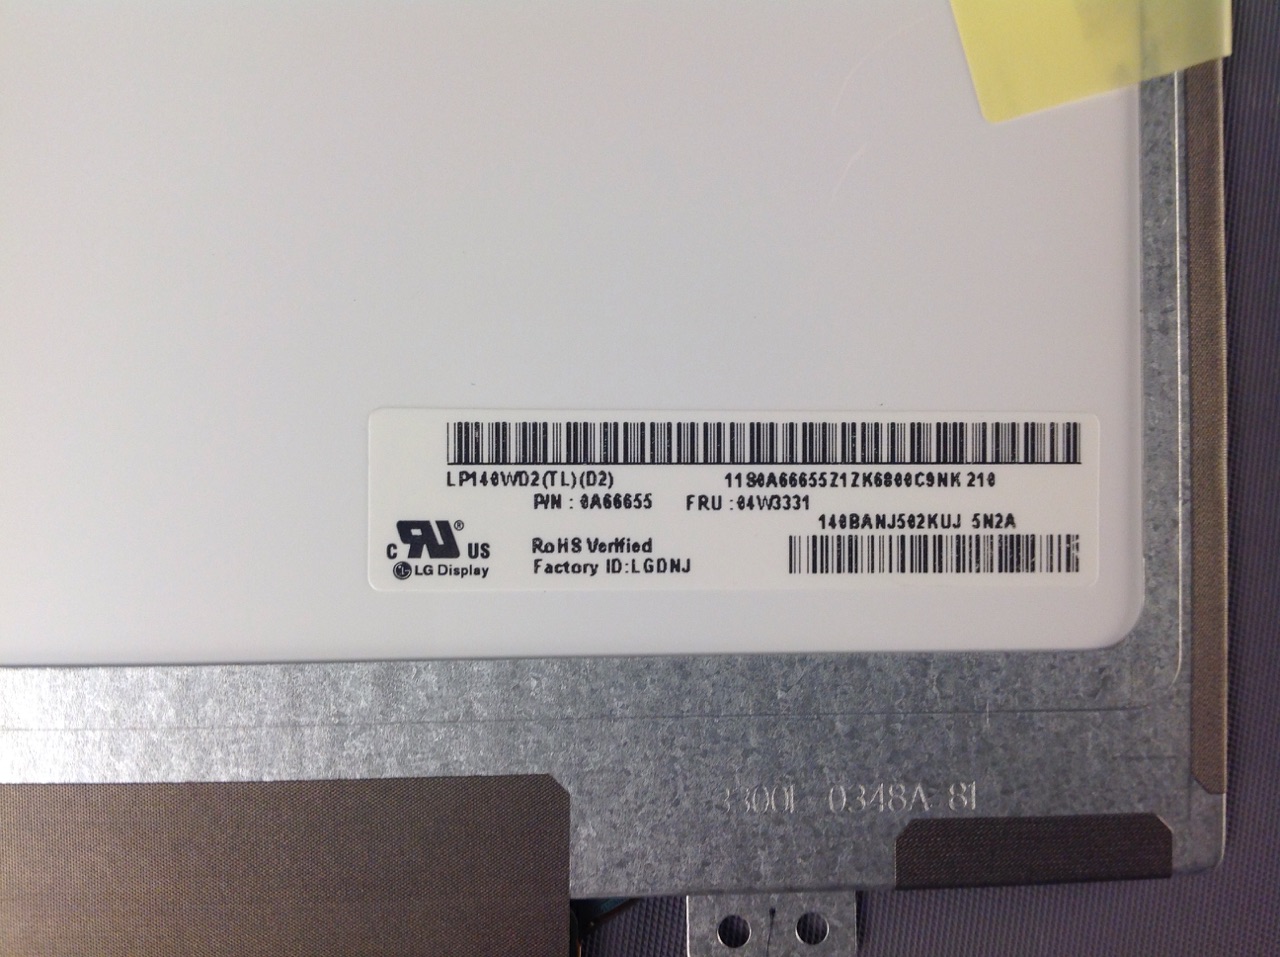 LP140WD2(TL)(D2) 11S0A66655Z1ZK6800C9NK 210
P/N : 0A66655 FRU :04W3331
140BANJ502KUJ 5N2A
C RU ® US
RoHS Verified
LG Display
Factory ID:LGDNJ
0348A 81